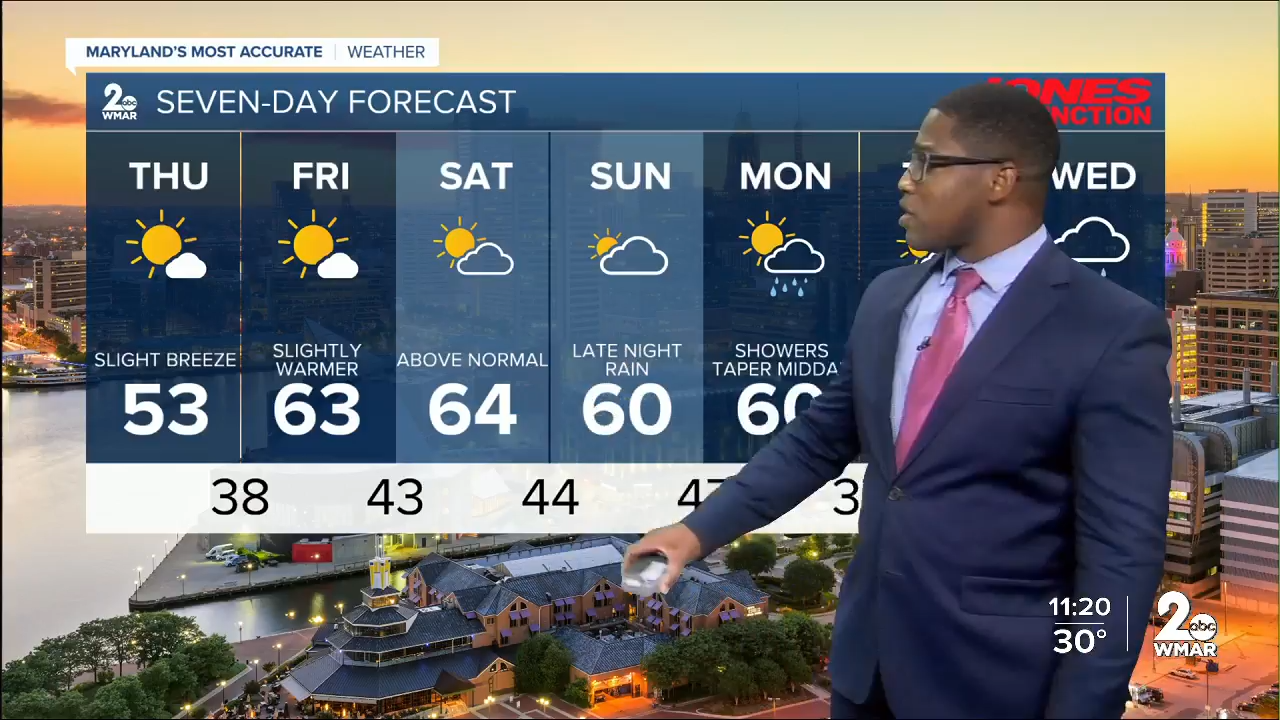 MARYLAND'S MOST ACCURATE | WEATHER
2 abc WMAR SEVEN-DAY FORECAST
THU FRI SAT SUN MON WED
SLIGHT BREEZE
SLIGHTLY
WARMER
ABOVE NORMAL
LATE NIGHT
RAIN
SHOWERS
TAPER
53 63 64 60 60
38 43 44
11:20
30°
2 abc
WMAR